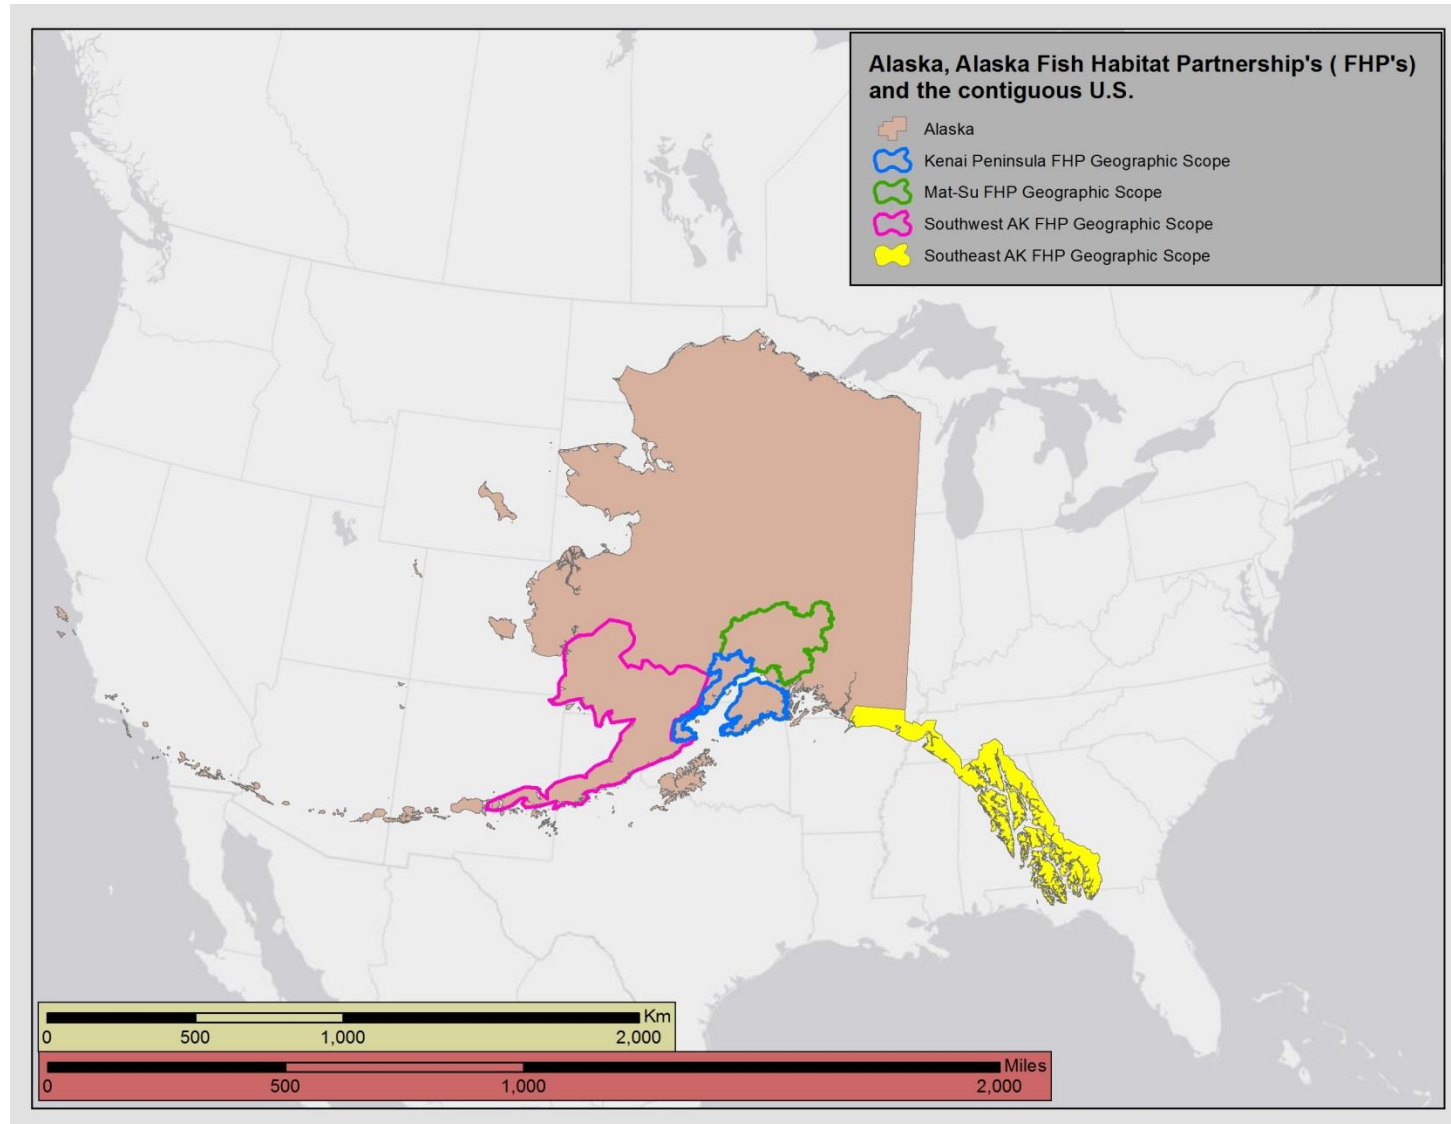 Alaska, Alaska Fish Habitat Partnership's ( FHP's)
and the contiguous U.S.
Alaska
Kenai Peninsula FHP Geographic Scope
Mat-Su FHP Geographic Scope
Southwest AK FHP Geographic Scope
Southeast AK FHP Geographic Scope
Km
0 500 1,000 2,000
Miles
0 500 1,000 2,000